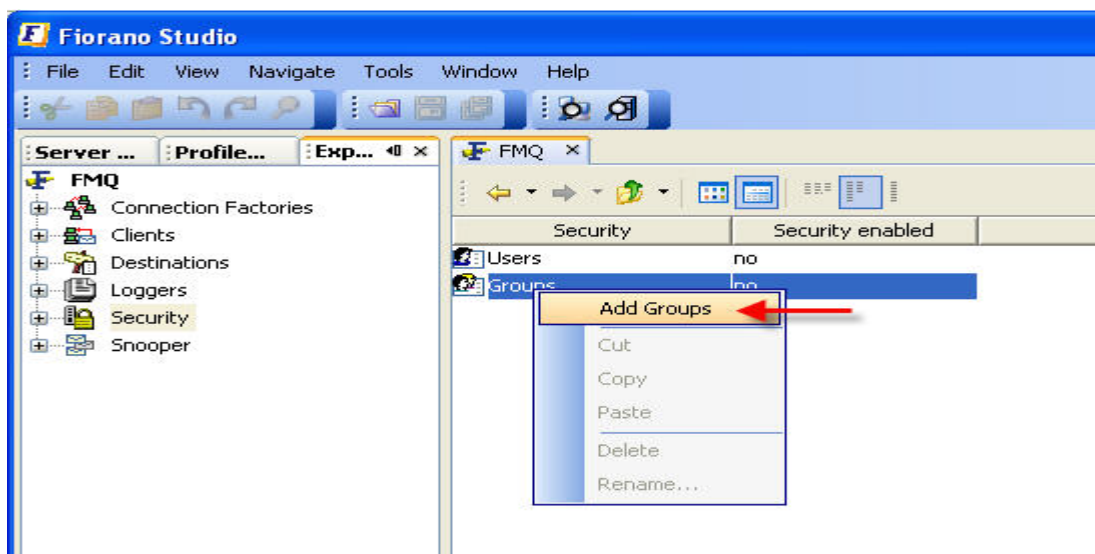 Fiorano Studio
File Edit View Navigate Tools Window Help
Server ... Profile... Exp...
FMQ
FMQ
Connection Factories
Clients
Destinations
Loggers
Security
Snooper
Security Security enabled
Users no
Groups no
Add Groups
Cut
Copy
Paste
Delete
Rename...